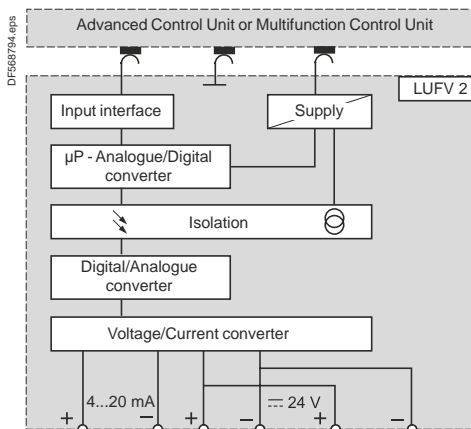 Advanced Control Unit or Multifunction Control Unit
DF568794.eps
LUFV 2
Input interface
Supply
µP - Analogue/Digital
converter
Isolation
Digital/Analogue
converter
Voltage/Current converter
4...20 mA
24 V
+ – + – + –